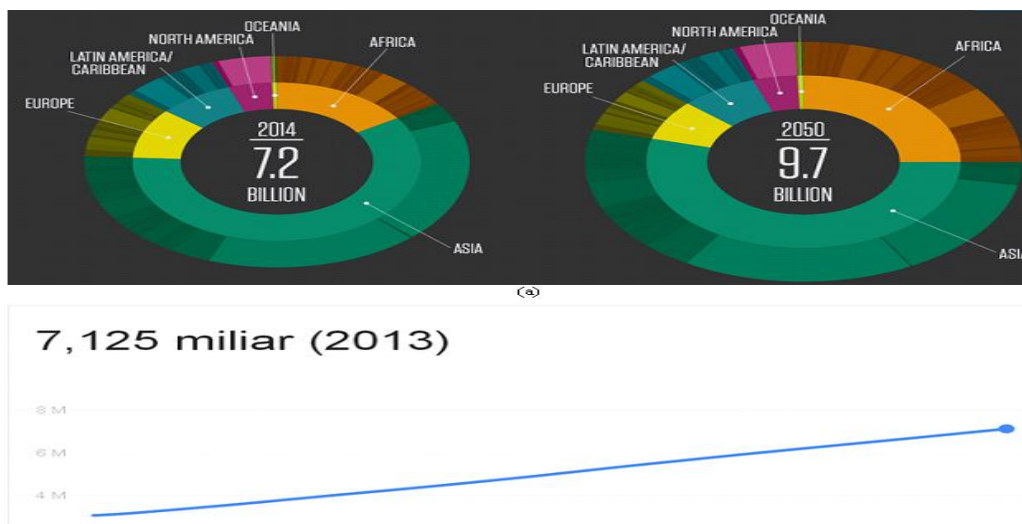 OCEANIA
NORTH AMERICA
AFRICA
LATIN AMERICA/
CARIBBEAN
EUROPE
2014
7.2
BILLION
ASIA
OCEANIA
NORTH AMERICA
AFRICA
LATIN AMERICA/
CARIBBEAN
EUROPE
2050
9.7
BILLION
ASIA
(a)
7,125 miliar (2013)
8 M
6 M
4 M